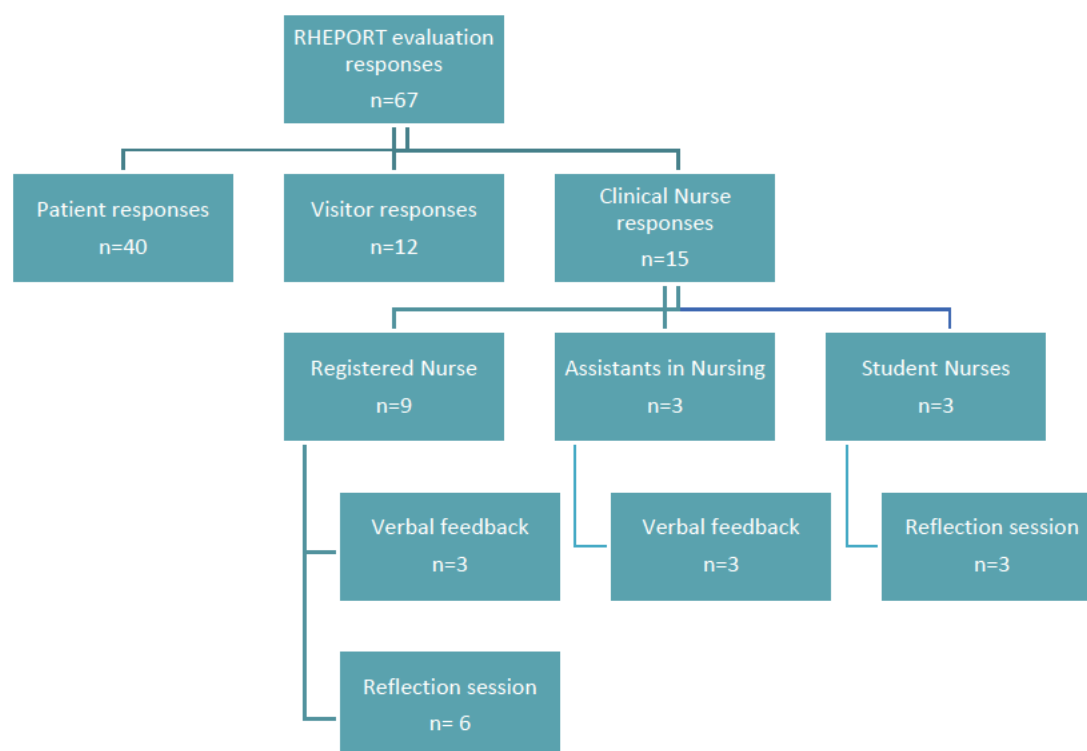 RHEPORT evaluation
responses
n=67
Patient responses
n=40
Visitor responses
n=12
Clinical Nurse
responses
n=15
Registered Nurse
n=9
Assistants in Nursing
n=3
Student Nurses
n=3
Verbal feedback
n=3
Verbal feedback
n=3
Reflection session
n=3
Reflection session
n= 6